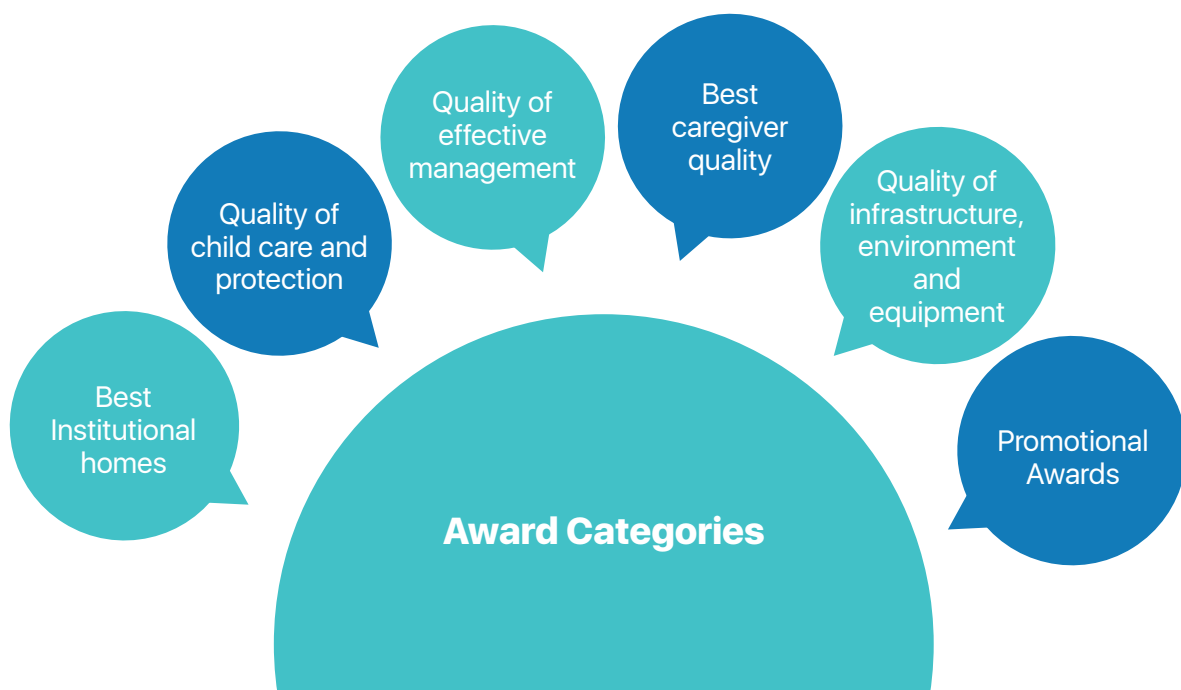 Best
Institutional
homes
Quality of
child care and
protection
Quality of
effective
management
Best
caregiver
quality
Quality of
infrastructure,
environment
and
equipment
Promotional
Awards
Award Categories